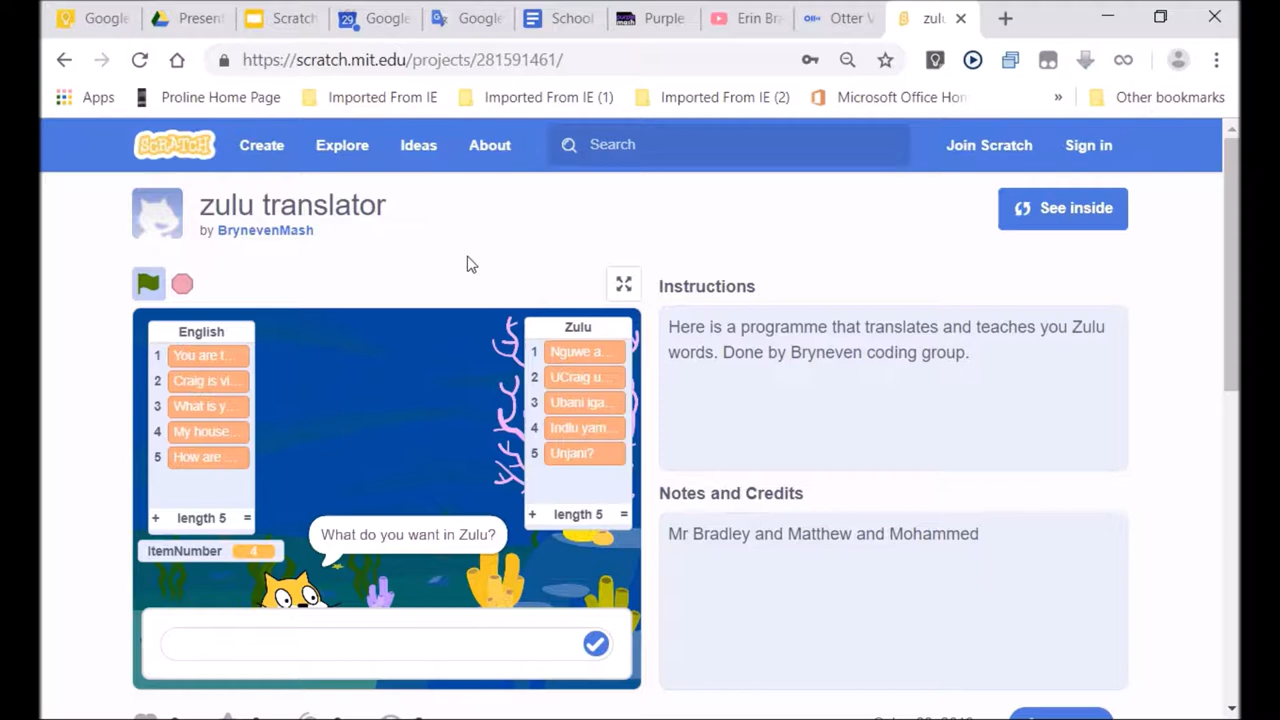 Google
Present
Scratch
29
Google
Google
School
Purple
Erin Bra
Otter V
zulu
https://scratch.mit.edu/projects/281591461/
Apps
Proline Home Page
Imported From IE
Imported From IE (1)
Imported From IE (2)
Microsoft Office Hom
»
Other bookmarks
SCRATCH
Create
Explore
Ideas
About
Search
Join Scratch
Sign in
zulu translator
by BrynevenMash
See inside
English
1 You are t...
2 Craig is vi...
3 What is y...
4 My house...
5 How are ...
+ length 5 =
ItemNumber 4
Zulu
1 Nguwe a...
2 UCraig u...
3 Ubani iga...
4 Indlu yam...
5 Unjani?
+ length 5 =
What do you want in Zulu?
Instructions
Here is a programme that translates and teaches you Zulu
words. Done by Bryneven coding group.
Notes and Credits
Mr Bradley and Matthew and Mohammed